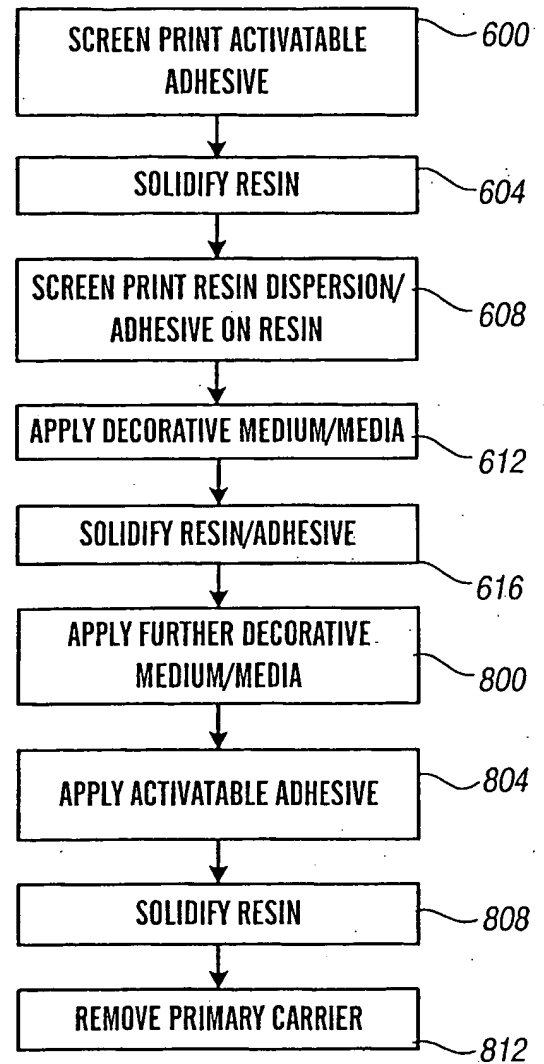 SCREEN PRINT ACTIVATABLE
ADHESIVE
600
SOLIDIFY RESIN
604
SCREEN PRINT RESIN DISPERSION/
ADHESIVE ON RESIN
608
APPLY DECORATIVE MEDIUM/MEDIA
612
SOLIDIFY RESIN/ADHESIVE
616
APPLY FURTHER DECORATIVE
MEDIUM/MEDIA
800
APPLY ACTIVATABLE ADHESIVE
804
SOLIDIFY RESIN
808
REMOVE PRIMARY CARRIER
812